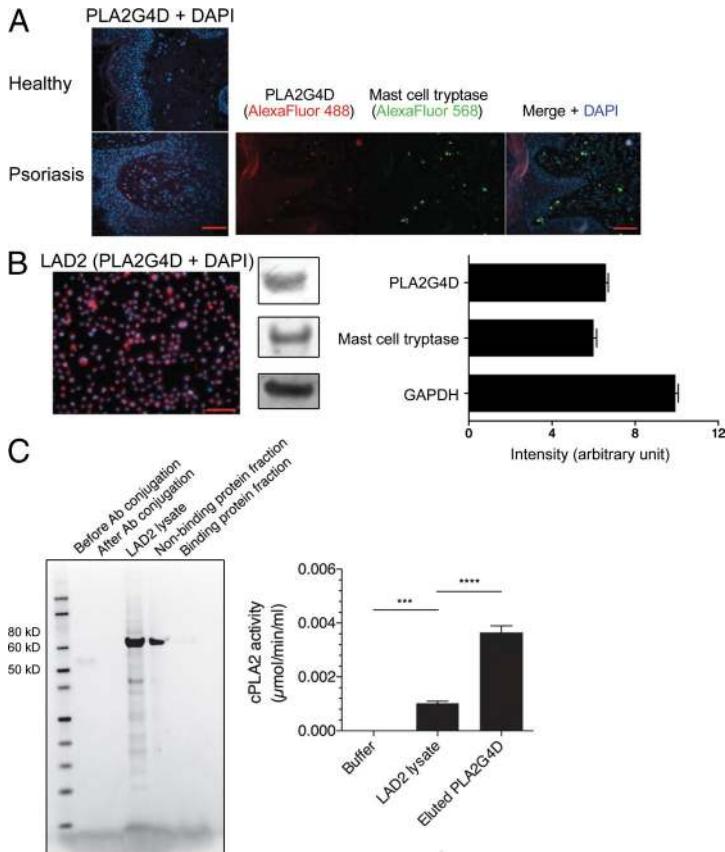 A
PLA2G4D + DAPI
Healthy
Psoriasis
PLA2G4D
(AlexaFluor 488)
Mast cell tryptase
(AlexaFluor 568)
Merge + DAPI
B
LAD2 (PLA2G4D + DAPI)
PLA2G4D
Mast cell tryptase
GAPDH
0 4 8 12
Intensity (arbitrary unit)
C
Before Ab conjugation
After Ab conjugation
LAD2 lysate
Non-binding protein fraction
Binding protein fraction
80 kD
60 kD
50 kD
cPLA2 activity
(µmol/min/ml)
0.006
0.004
0.002
0.000
***
****
Buffer
LAD2 lysate
Eluted PLA2G4D